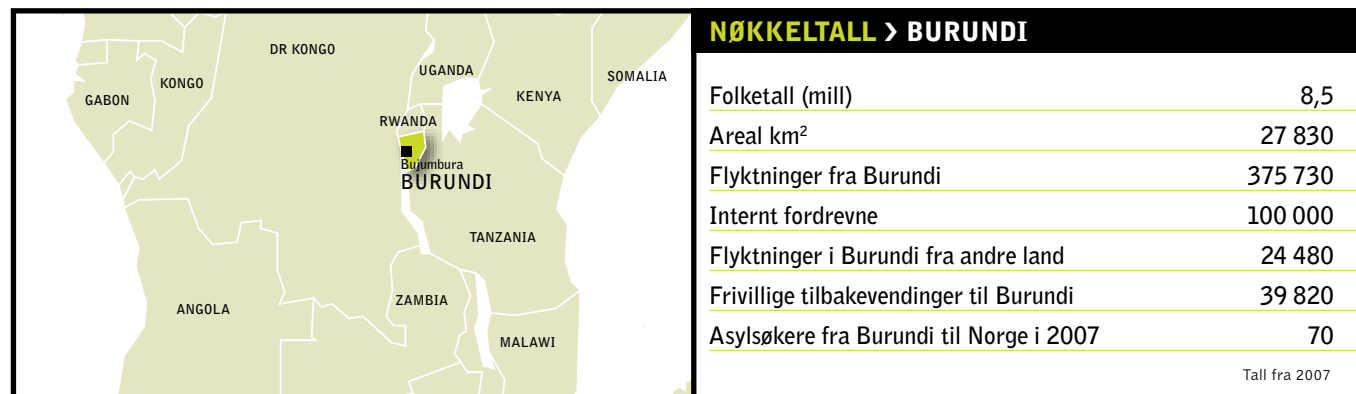 DR KONGO
KONGO
GABON
UGANDA
KENYA
SOMALIA
RWANDA
Bujumbura
BURUNDI
TANZANIA
ANGOLA
ZAMBIA
MALAWI
NØKKELTALL › BURUNDI
Folketall (mill) 8,5
Areal km² 27 830
Flyktninger fra Burundi 375 730
Internt fordrevne 100 000
Flyktninger i Burundi fra andre land 24 480
Frivillige tilbakevendinger til Burundi 39 820
Asylsøkere fra Burundi til Norge i 2007 70
Tall fra 2007